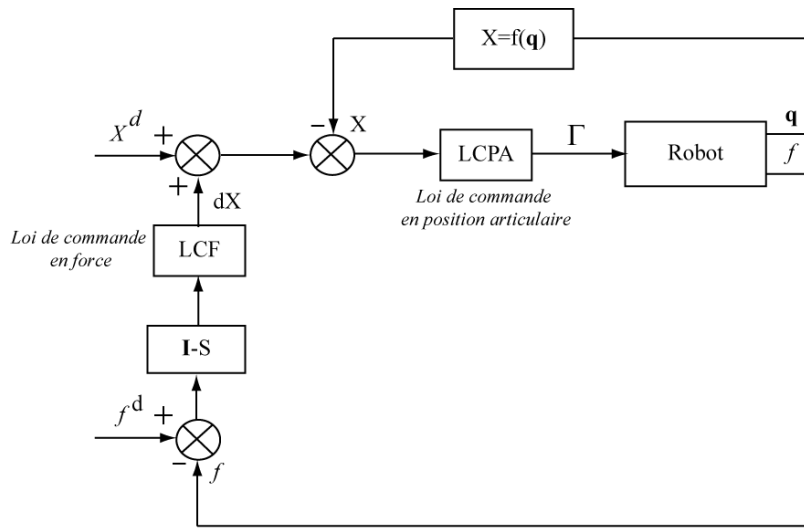 X=f(q)
X^d
+
+
dX
−
X
LCPA
Loi de commande
en position articulaire
Γ
Robot
q
f
Loi de commande
en force
LCF
I-S
f^d
+
−
f